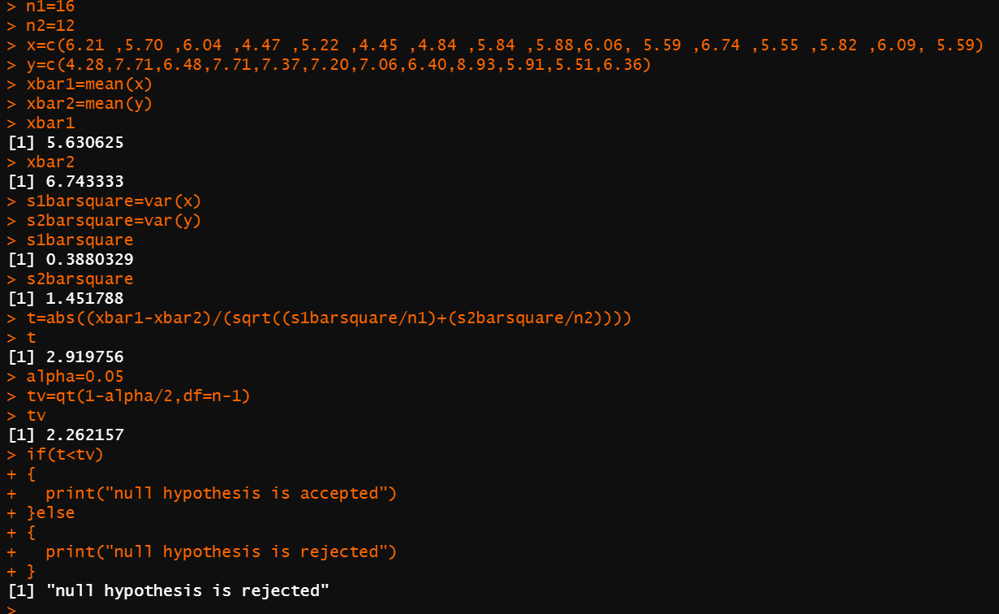 > n1=16
> n2=12
> x=c(6.21 ,5.70 ,6.04 ,4.47 ,5.22 ,4.45 ,4.84 ,5.84 ,5.88,6.06, 5.59 ,6.74 ,5.55 ,5.82 ,6.09, 5.59)
> y=c(4.28,7.71,6.48,7.71,7.37,7.20,7.06,6.40,8.93,5.91,5.51,6.36)
> xbar1=mean(x)
> xbar2=mean(y)
> xbar1
[1] 5.630625
> xbar2
[1] 6.743333
> s1barsquare=var(x)
> s2barsquare=var(y)
> s1barsquare
[1] 0.3880329
> s2barsquare
[1] 1.451788
> t=abs((xbar1-xbar2)/(sqrt((s1barsquare/n1)+(s2barsquare/n2))))
> t
[1] 2.919756
> alpha=0.05
> tv=qt(1-alpha/2,df=n-1)
> tv
[1] 2.262157
> if(t<tv)
+ {
+   print("null hypothesis is accepted")
+ }else
+ {
+   print("null hypothesis is rejected")
+ }
[1] "null hypothesis is rejected"
>